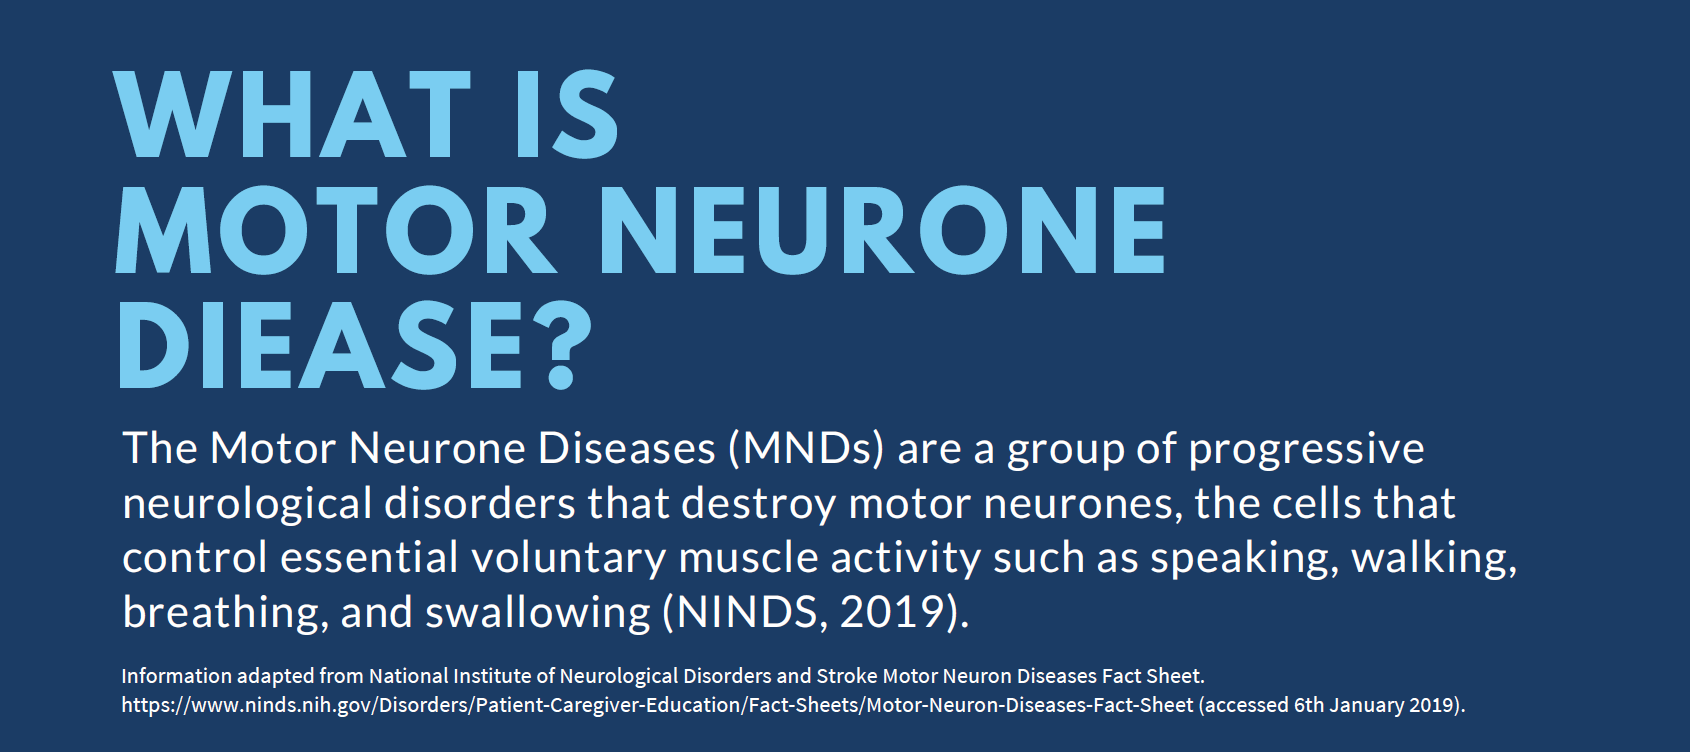 WHAT IS
MOTOR NEURONE
DIEASE?
The Motor Neurone Diseases (MNDs) are a group of progressive
neurological disorders that destroy motor neurones, the cells that
control essential voluntary muscle activity such as speaking, walking,
breathing, and swallowing (NINDS, 2019).
Information adapted from National Institute of Neurological Disorders and Stroke Motor Neuron Diseases Fact Sheet.
https://www.ninds.nih.gov/Disorders/Patient-Caregiver-Education/Fact-Sheets/Motor-Neuron-Diseases-Fact-Sheet (accessed 6th January 2019).